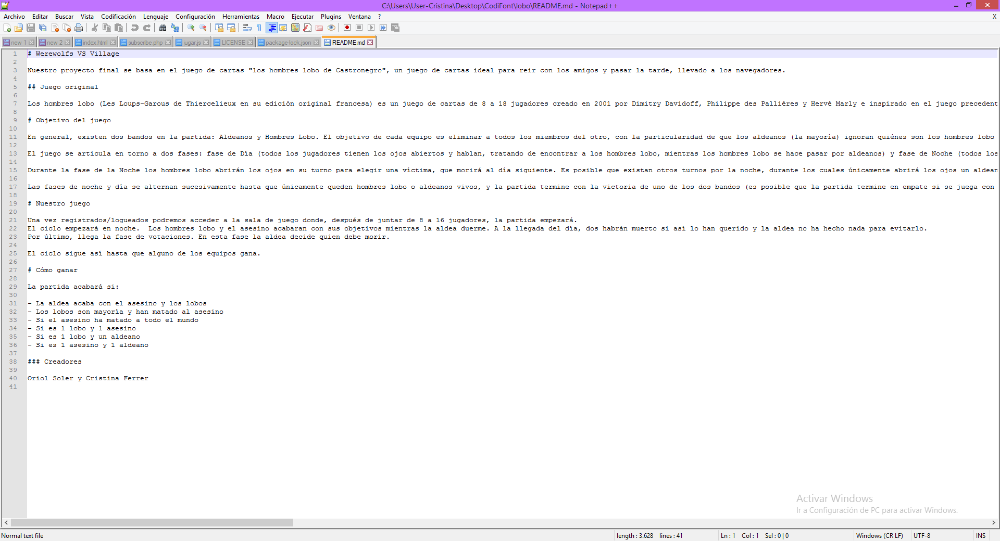 C:\Users\User-Cristina\Desktop\CodiFont\lobo\README.md - Notepad++
Archivo Editar Buscar Vista Codificación Lenguaje Configuración Herramientas Macro Ejecutar Plugins Ventana ? X
new 1 new 2 index.html subscribe.php jugar.js LICENSE package-lock.json README.md
1 # Werewolfs VS Village
2
3 Nuestro proyecto final se basa en el juego de cartas "los hombres lobo de Castronegro", un juego de cartas ideal para reir con los amigos y pasar la tarde, llevado a los navegadores.
4
5 ## Juego original
6
7 Los hombres lobo (Les Loups-Garous de Thiercelieux en su edición original francesa) es un juego de cartas de 8 a 18 jugadores creado en 2001 por Dimitry Davidoff, Philippe des Pallières y Hervé Marly e inspirado en el juego precedent
8
9 # Objetivo del juego
10
11 En general, existen dos bandos en la partida: Aldeanos y Hombres Lobo. El objetivo de cada equipo es eliminar a todos los miembros del otro, con la particularidad de que los aldeanos (la mayoría) ignoran quiénes son los hombres lobo
12
13 El juego se articula en torno a dos fases: fase de Día (todos los jugadores tienen los ojos abiertos y hablan, tratando de encontrar a los hombres lobo, mientras los hombres lobo se hace pasar por aldeanos) y fase de Noche (todos los
14
15 Durante la fase de la Noche los hombres lobo abrirán los ojos en su turno para elegir una víctima, que morirá al día siguiente. Es posible que existan otros turnos por la noche, durante los cuales únicamente abrirá los ojos un aldean
16
17 Las fases de noche y día se alternan sucesivamente hasta que únicamente queden hombres lobo o aldeanos vivos, y la partida termine con la victoria de uno de los dos bandos (es posible que la partida termine en empate si se juega con
18
19 # Nuestro juego
20
21 Una vez registrados/logueados podremos acceder a la sala de juego donde, después de juntar de 8 a 16 jugadores, la partida empezará.
22 El ciclo empezará en noche.  Los hombres lobo y el asesino acabaran con sus objetivos mientras la aldea duerme. A la llegada del día, dos habrán muerto si así lo han querido y la aldea no ha hecho nada para evitarlo.
23 Por último, llega la fase de votaciones. En esta fase la aldea decide quien debe morir.
24
25 El ciclo sigue así hasta que alguno de los equipos gana.
26
27 # Cómo ganar
28
29 La partida acabará si:
30
31 - La aldea acaba con el asesino y los lobos
32 - Los lobos son mayoría y han matado al asesino
33 - Si el asesino ha matado a todo el mundo
34 - Si es 1 lobo y 1 asesino
35 - Si es 1 lobo y un aldeano
36 - Si es 1 asesino y 1 aldeano
37
38 ### Creadores
39
40 Oriol Soler y Cristina Ferrer
41
Activar Windows
Ir a Configuración de PC para activar Windows.
Normal text file length : 3.628 lines : 41 Ln : 1 Col : 1 Sel : 0 | 0 Windows (CR LF) UTF-8 INS